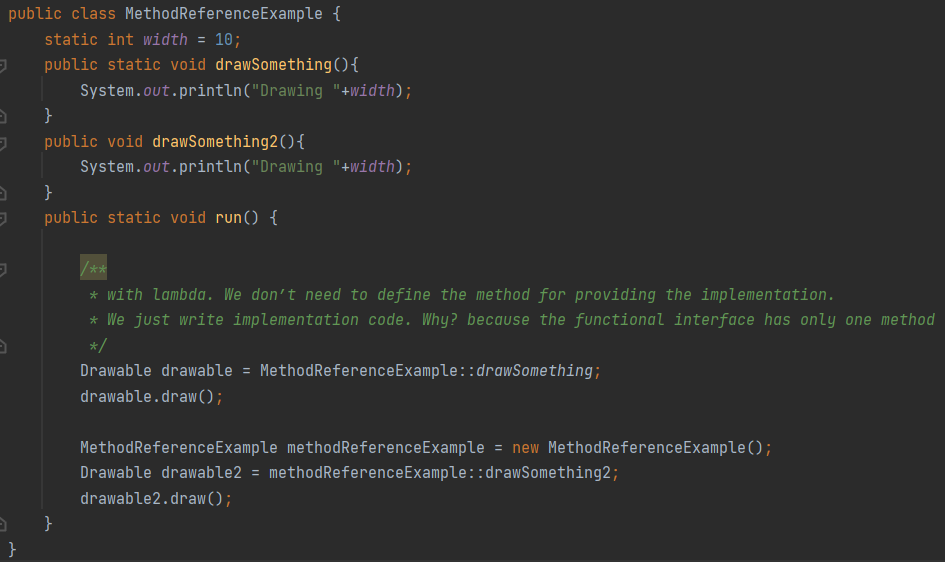 public class MethodReferenceExample {
    static int width = 10;
    public static void drawSomething(){
        System.out.println("Drawing "+width);
    }
    public void drawSomething2(){
        System.out.println("Drawing "+width);
    }
    public static void run() {

        /**
         * with lambda. We don't need to define the method for providing the implementation.
         * We just write implementation code. Why? because the functional interface has only one method
         */
        Drawable drawable = MethodReferenceExample::drawSomething;
        drawable.draw();

        MethodReferenceExample methodReferenceExample = new MethodReferenceExample();
        Drawable drawable2 = methodReferenceExample::drawSomething2;
        drawable2.draw();
    }
}